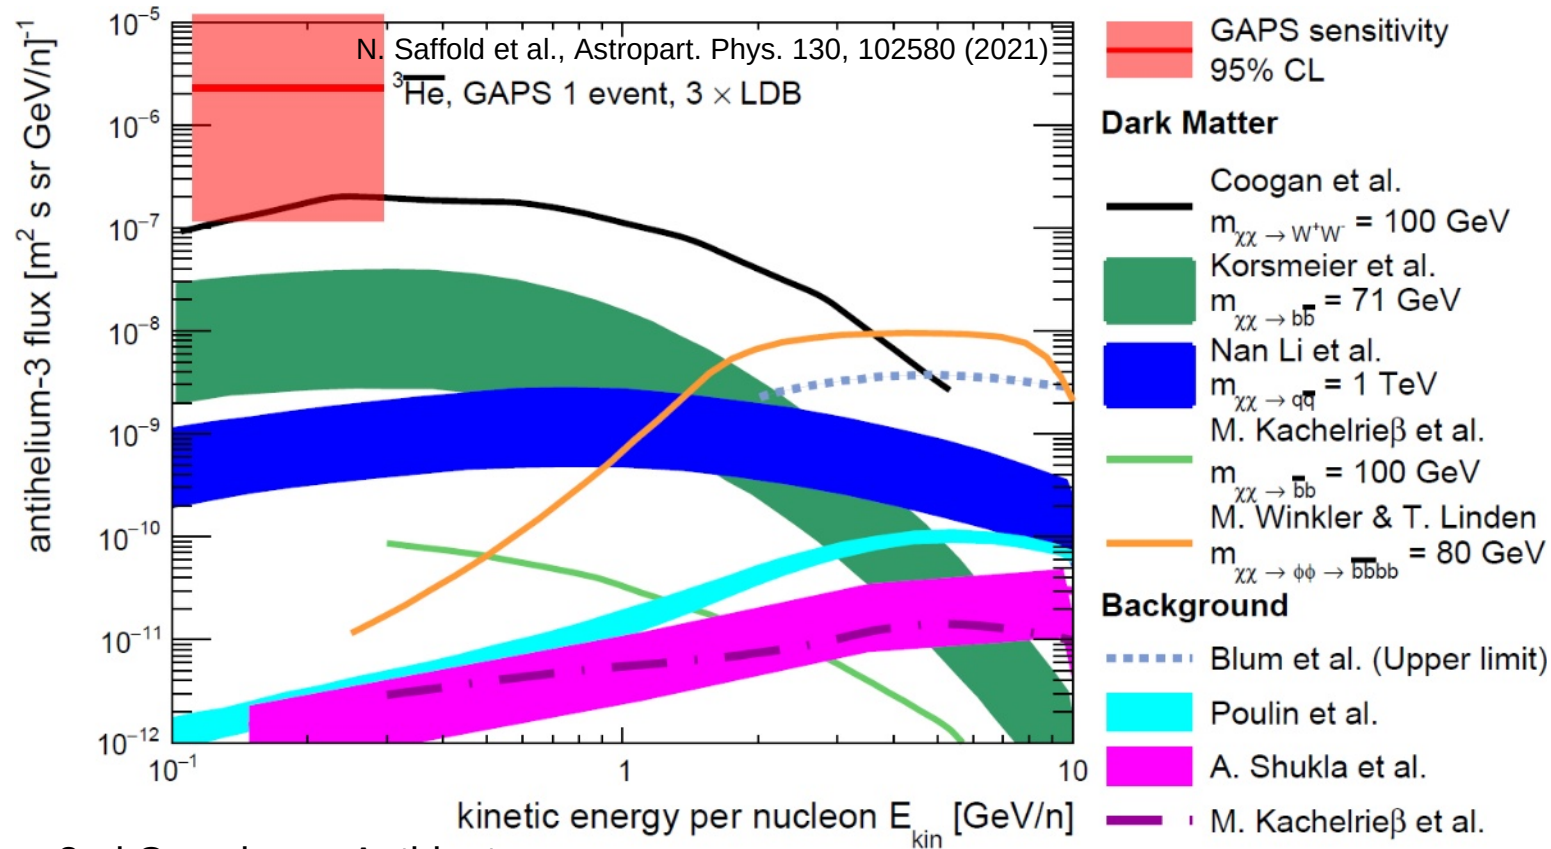 10⁻⁵
10⁻⁶
10⁻⁷
10⁻⁸
10⁻⁹
10⁻¹⁰
10⁻¹¹
10⁻¹²
antihelium-3 flux [m² s sr GeV/n]⁻¹
N. Saffold et al., Astropart. Phys. 130, 102580 (2021)
³H̅e̅, GAPS 1 event, 3 × LDB
10⁻¹
1
10
kinetic energy per nucleon E_kin [GeV/n]
GAPS sensitivity
95% CL
Dark Matter
Coogan et al.
m_χχ → W⁺W⁻ = 100 GeV
Korsmeier et al.
m_χχ → bb̅ = 71 GeV
Nan Li et al.
m_χχ → qq̅ = 1 TeV
M. Kachelrieβ et al.
m_χχ → b̅b = 100 GeV
M. Winkler & T. Linden
m_χχ → ϕϕ → b̅b̅bb = 80 GeV
Background
Blum et al. (Upper limit)
Poulin et al.
A. Shukla et al.
M. Kachelrieβ et al.